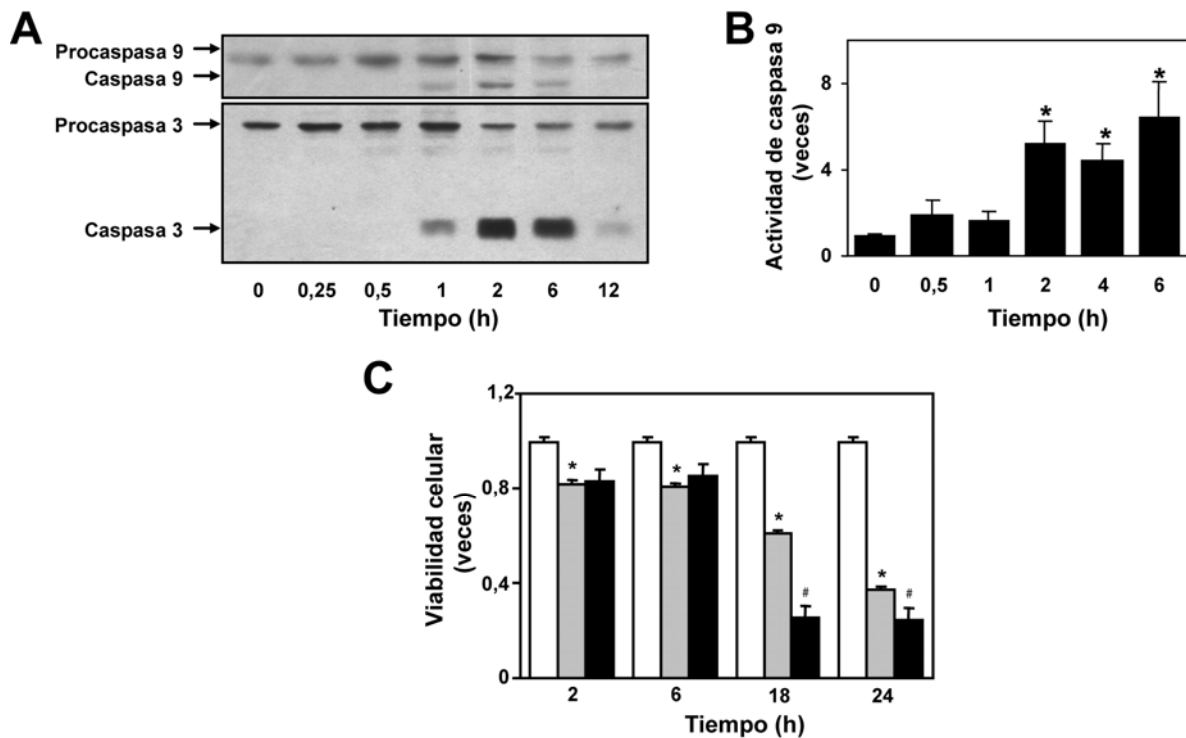 A
Procaspasa 9
Caspasa 9
Procaspasa 3
Caspasa 3
0 0,25 0,5 1 2 6 12
Tiempo (h)
B
Actividad de caspasa 9
(veces)
8
4
0
* * *
0 0,5 1 2 4 6
Tiempo (h)
C
Viabilidad celular
(veces)
1,2
0,8
0,4
0
* * * # * #
2 6 18 24
Tiempo (h)